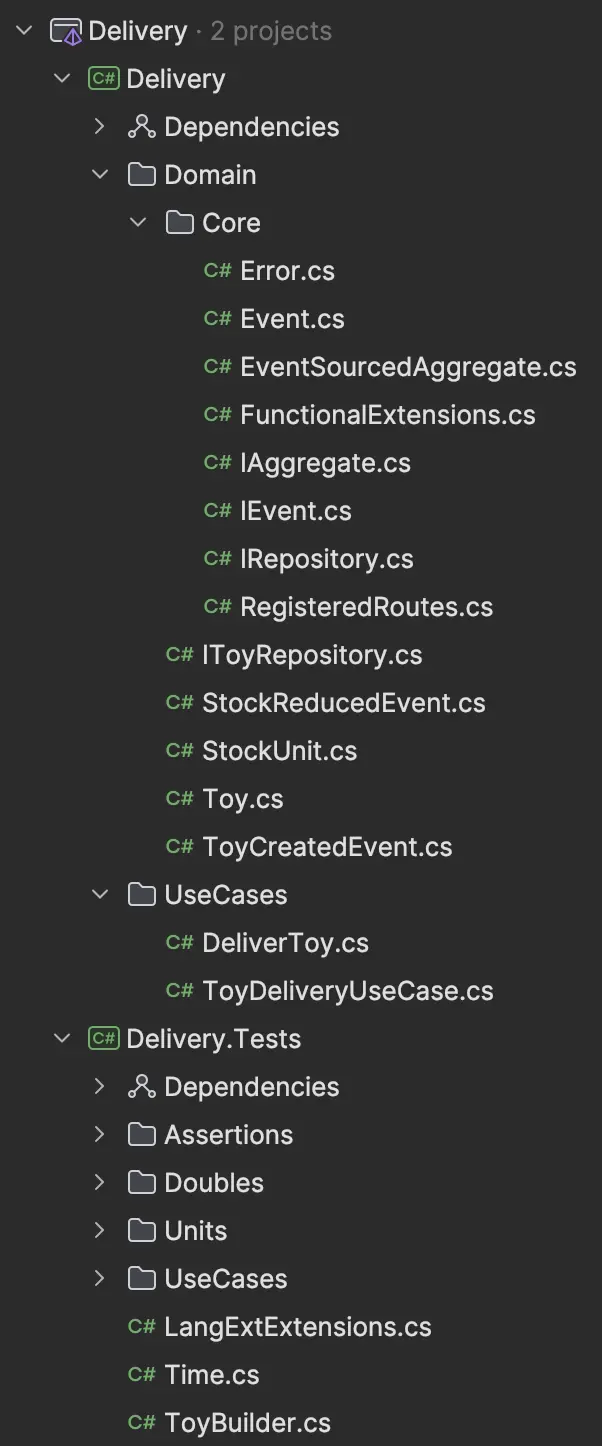 Delivery · 2 projects
C# Delivery
Dependencies
Domain
Core
C# Error.cs
C# Event.cs
C# EventSourcedAggregate.cs
C# FunctionalExtensions.cs
C# IAggregate.cs
C# IEvent.cs
C# IRepository.cs
C# RegisteredRoutes.cs
C# IToyRepository.cs
C# StockReducedEvent.cs
C# StockUnit.cs
C# Toy.cs
C# ToyCreatedEvent.cs
UseCases
C# DeliverToy.cs
C# ToyDeliveryUseCase.cs
C# Delivery.Tests
Dependencies
Assertions
Doubles
Units
UseCases
C# LangExtExtensions.cs
C# Time.cs
C# ToyBuilder.cs